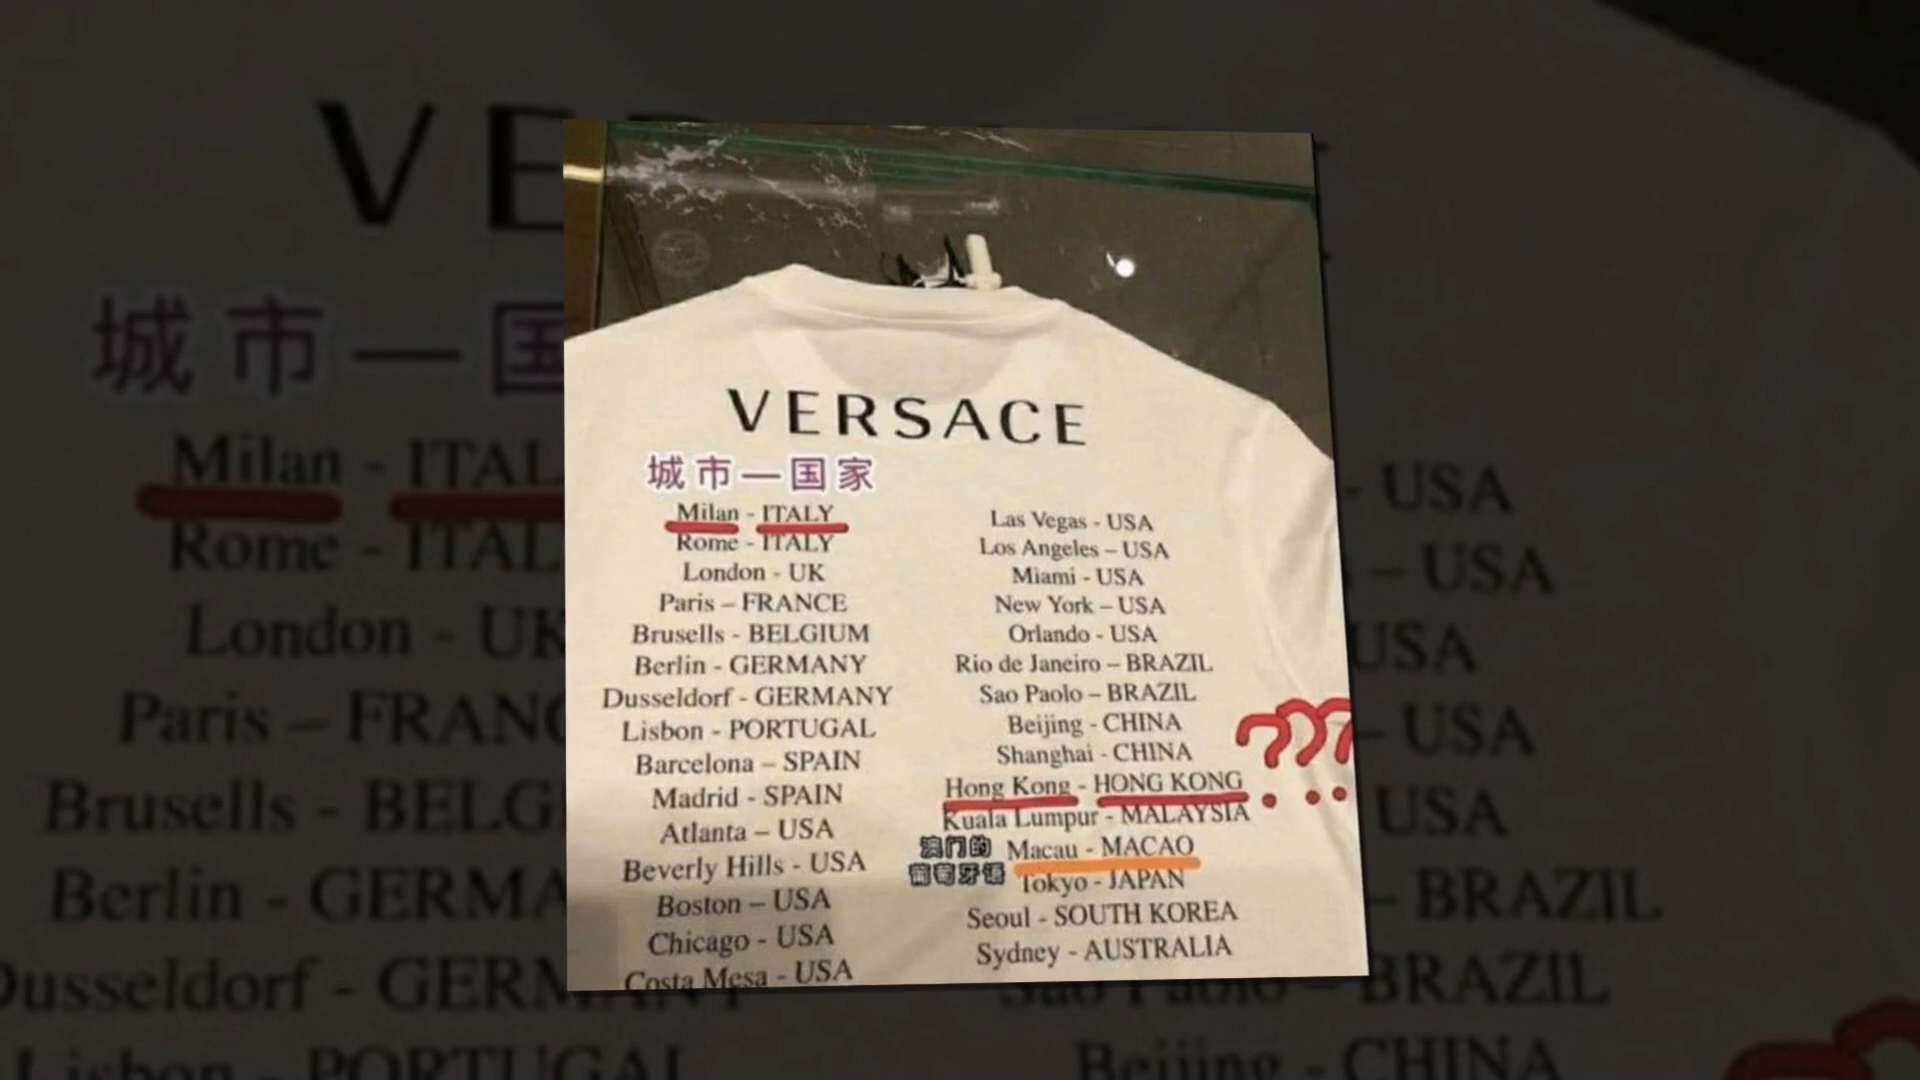 VERSACE
城市—国家
Milan - ITALY
Rome - ITALY
London - UK
Paris – FRANCE
Brusells - BELGIUM
Berlin - GERMANY
Dusseldorf - GERMANY
Lisbon - PORTUGAL
Barcelona – SPAIN
Madrid - SPAIN
Atlanta – USA
Beverly Hills - USA
Boston – USA
Chicago - USA
Costa Mesa - USA
Las Vegas - USA
Los Angeles – USA
Miami - USA
New York – USA
Orlando - USA
Rio de Janeiro – BRAZIL
Sao Paolo – BRAZIL
Beijing - CHINA
Shanghai - CHINA
Hong Kong - HONG KONG
???
Kuala Lumpur - MALAYSIA
澳门的
葡萄牙语
Macau - MACAO
Tokyo - JAPAN
Seoul - SOUTH KOREA
Sydney - AUSTRALIA